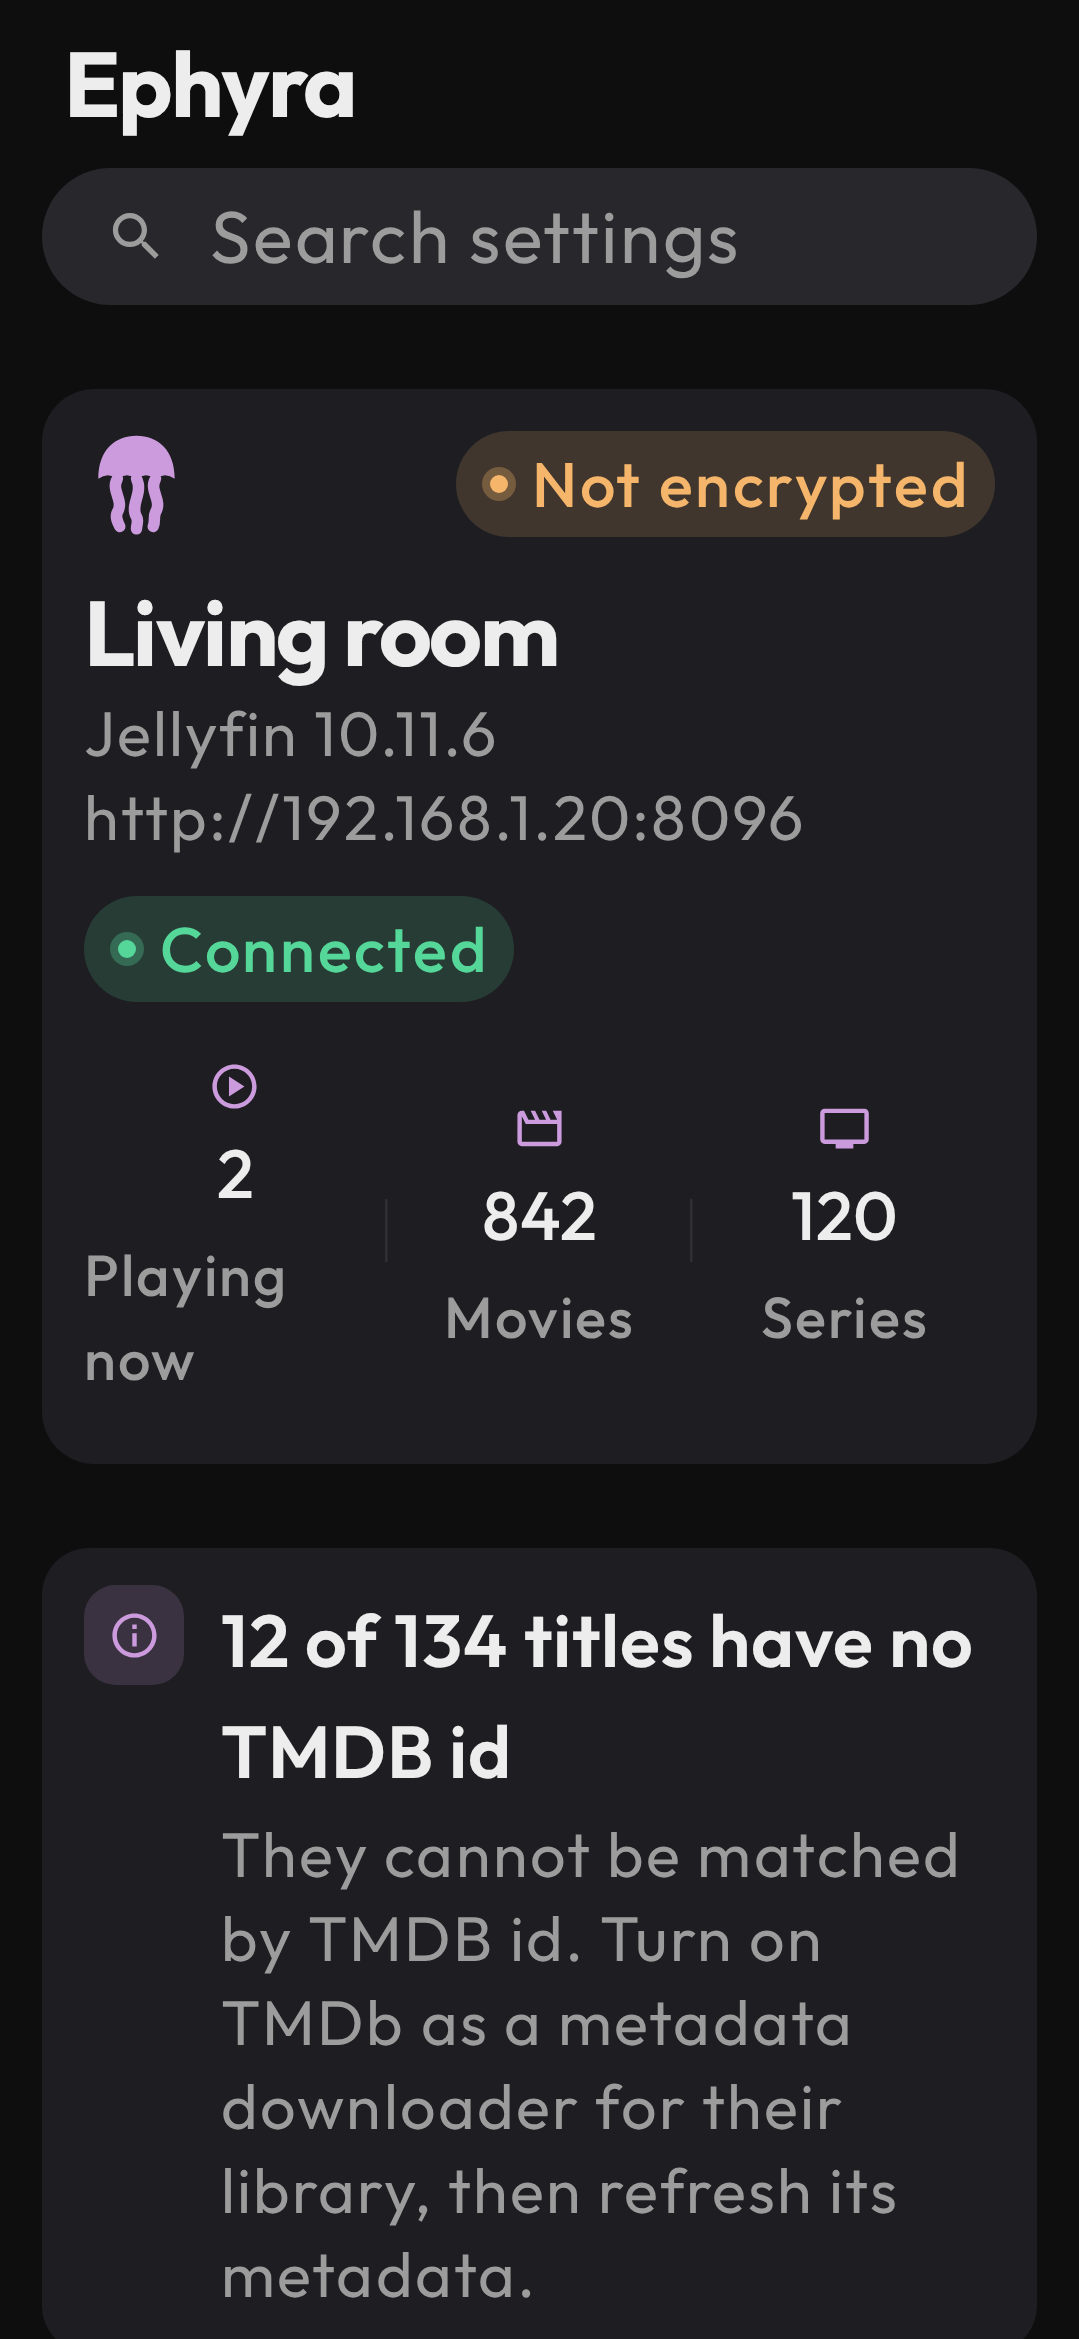 Ephyra
Search settings
Not encrypted
Living room
Jellyfin 10.11.6
http://192.168.1.20:8096
Connected
2
Playing
now
842
Movies
120
Series
12 of 134 titles have no
TMDB id
They cannot be matched
by TMDB id. Turn on
TMDb as a metadata
downloader for their
library, then refresh its
metadata.